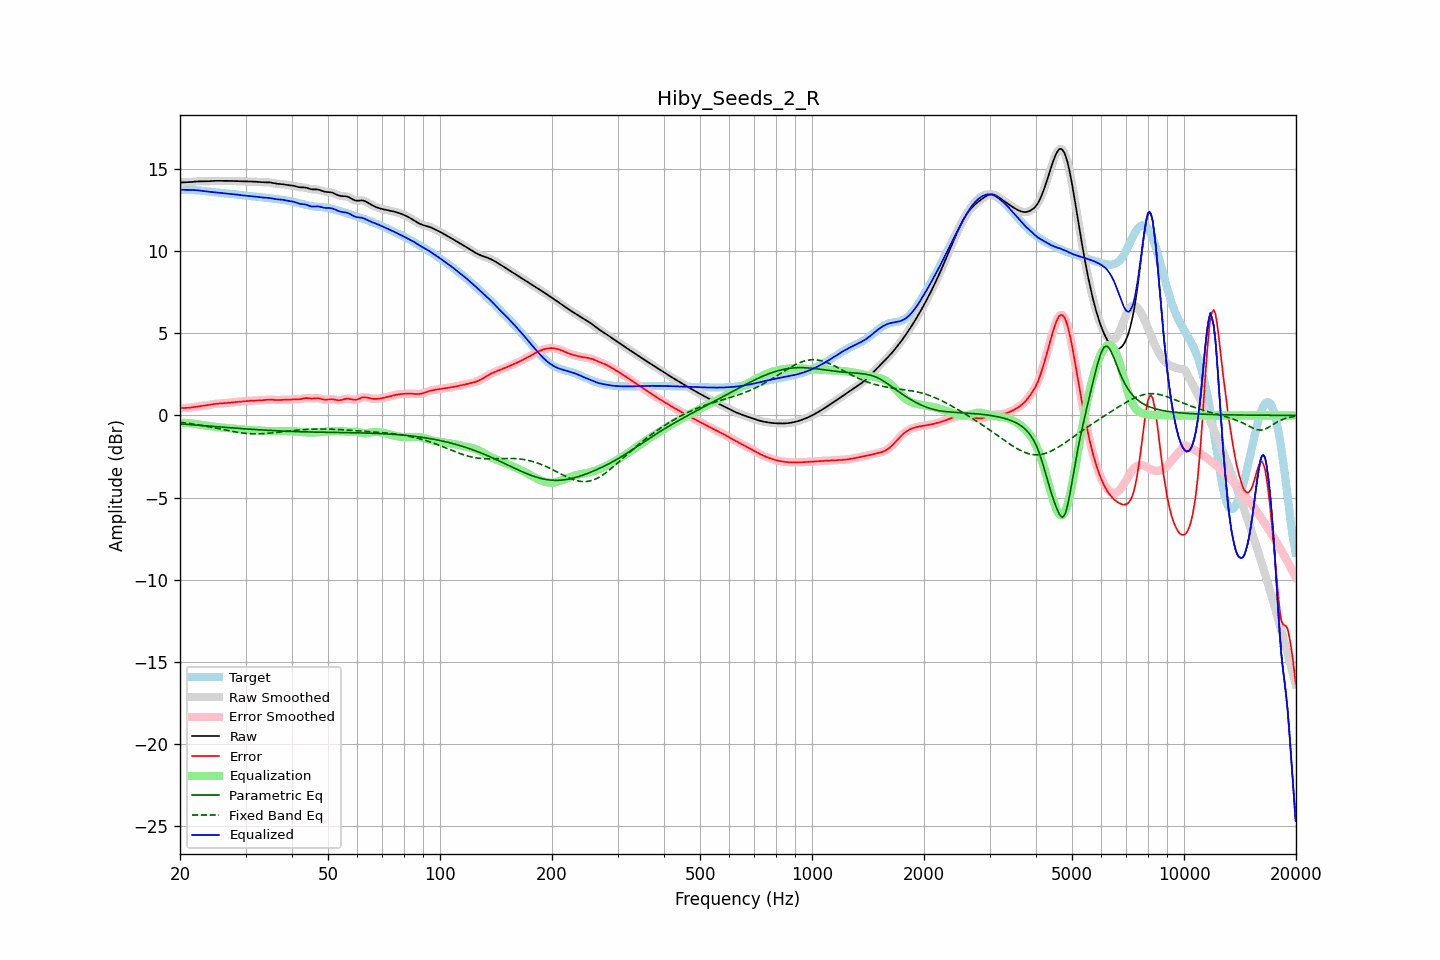 Hiby_Seeds_2_R
Amplitude (dBr)
15
10
5
0
−5
−10
−15
−20
−25
Target
Raw Smoothed
Error Smoothed
Raw
Error
Equalization
Parametric Eq
Fixed Band Eq
Equalized
20 50 100 200 500 1000 2000 5000 10000 20000
Frequency (Hz)